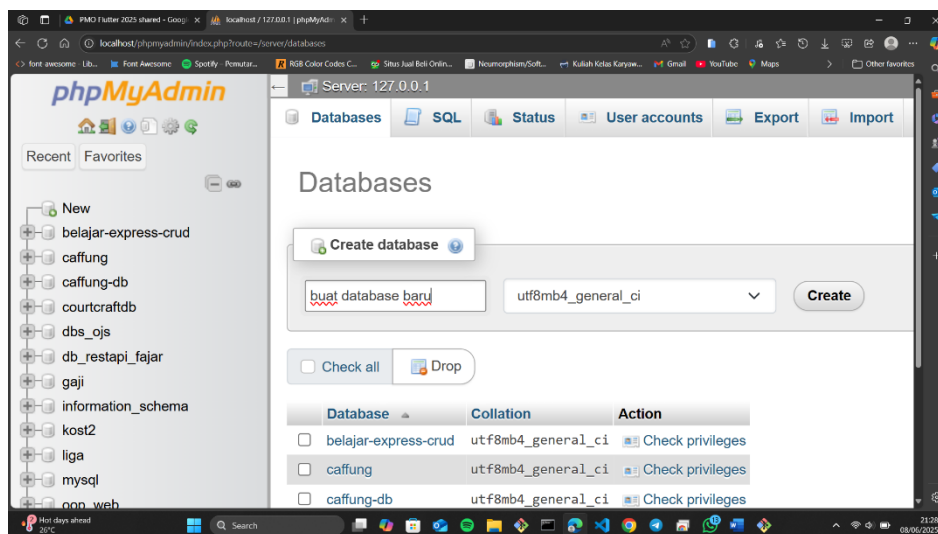 PMO Flutter 2025 shared - Googl
localhost / 127.0.0.1 | phpMyAdm
localhost/phpmyadmin/index.php?route=/server/databases
font awesome - Lib...
Font Awesome
Spotify - Pemutar...
RGB Color Codes C...
Situs Jual Beli Onlin...
Neumorphism/Soft...
Kuliah Kelas Karyaw...
Gmail
YouTube
Maps
Other favorites
phpMyAdmin
Recent
Favorites
New
belajar-express-crud
caffung
caffung-db
courtcraftdb
dbs_ojs
db_restapi_fajar
gaji
information_schema
kost2
liga
mysql
oop_web
Server: 127.0.0.1
Databases
SQL
Status
User accounts
Export
Import
Databases
Create database
buat database baru
utf8mb4_general_ci
Create
Check all
Drop
Database Collation Action
belajar-express-crud utf8mb4_general_ci Check privileges
caffung utf8mb4_general_ci Check privileges
caffung-db utf8mb4_general_ci Check privileges
Hot days ahead
26°C
Search
21:28
08/06/2025